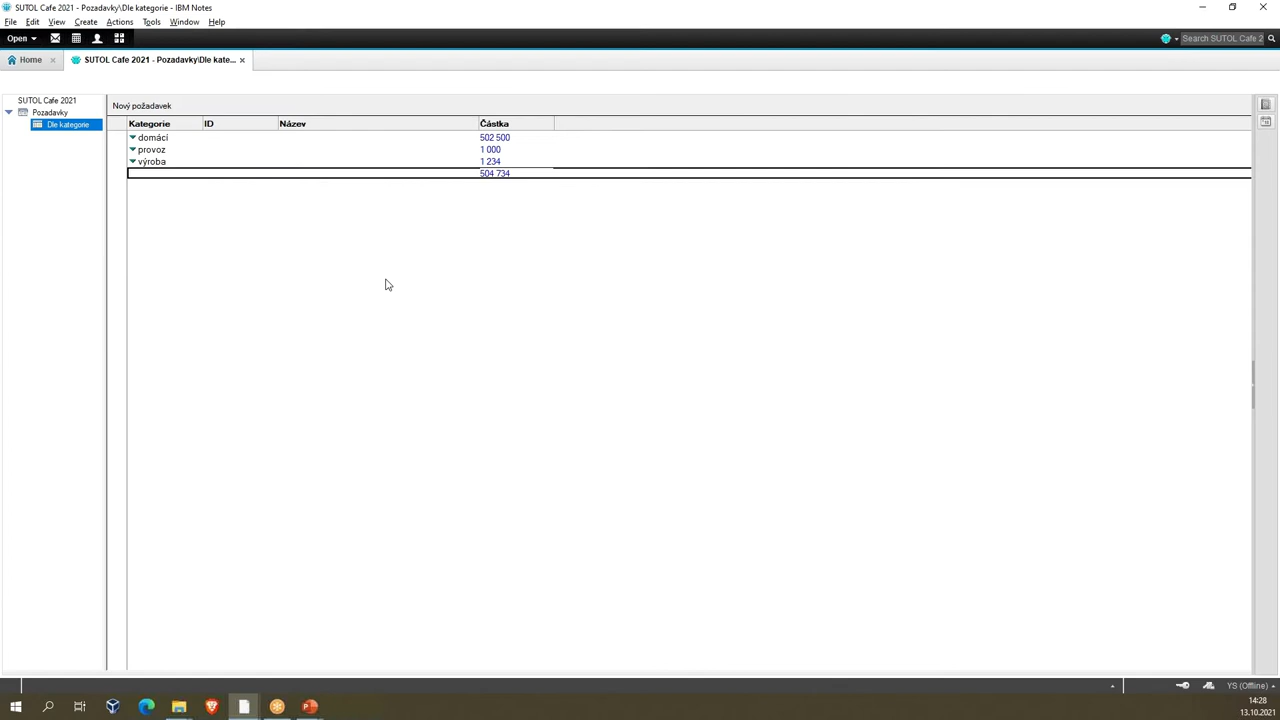 SUTOL Cafe 2021 - Pozadavky\Dle kategorie - IBM Notes
File Edit View Create Actions Tools Window Help
Open Search SUTOL Cafe 2
Home SUTOL Cafe 2021 - Pozadavky\Dle kate...
SUTOL Cafe 2021
Pozadavky
Dle kategorie
Nový požadavek
Kategorie ID Název Částka
domácí 502 500
provoz 1 000
výroba 1 234
504 734
YS (Offline)
14:28
13.10.2021